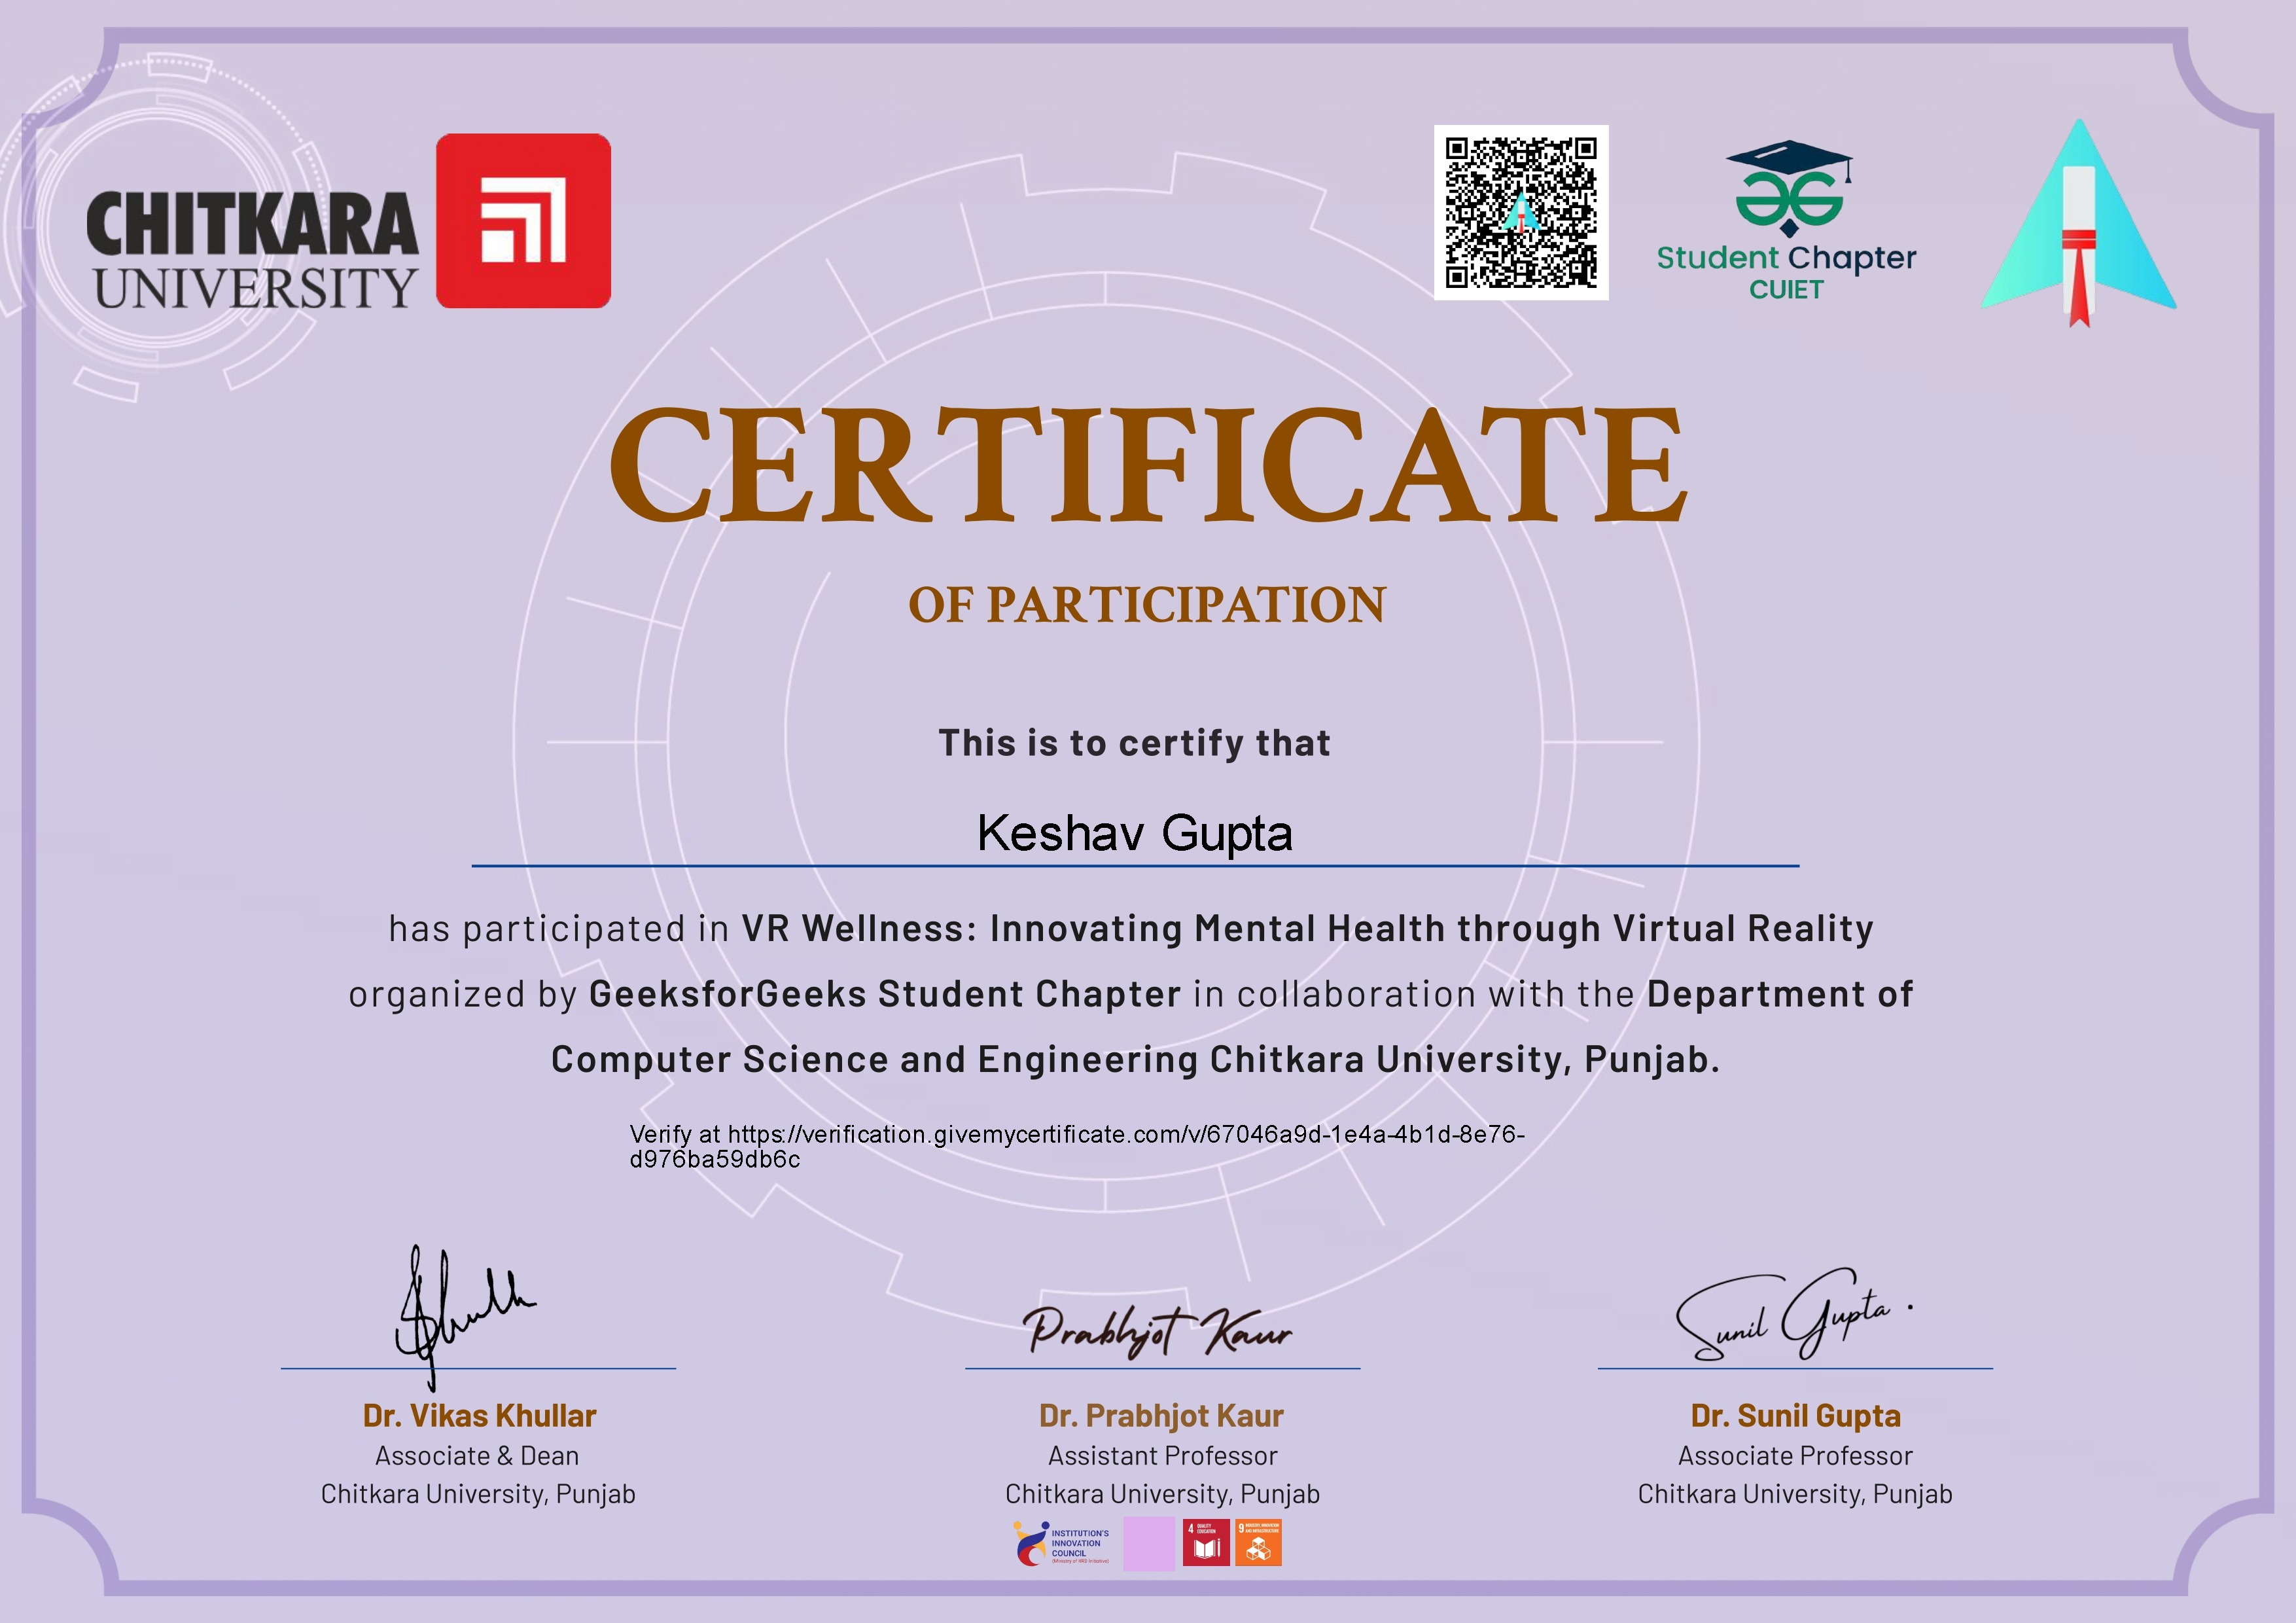 CHITKARA
UNIVERSITY
Student Chapter
CUIET
CERTIFICATE
OF PARTICIPATION
This is to certify that
Keshav Gupta
has participated in VR Wellness: Innovating Mental Health through Virtual Reality
organized by GeeksforGeeks Student Chapter in collaboration with the Department of
Computer Science and Engineering Chitkara University, Punjab.
Verify at https://verification.givemycertificate.com/v/67046a9d-1e4a-4b1d-8e76-
d976ba59db6c
Prabhjot Kaur
Sunil Gupta.
Dr. Vikas Khullar
Associate & Dean
Chitkara University, Punjab
Dr. Prabhjot Kaur
Assistant Professor
Chitkara University, Punjab
Dr. Sunil Gupta
Associate Professor
Chitkara University, Punjab
INSTITUTION'S
INNOVATION
COUNCIL
(Ministry of HRD Initiative)
4 QUALITY
EDUCATION
9 INDUSTRY, INNOVATION
AND INFRASTRUCTURE